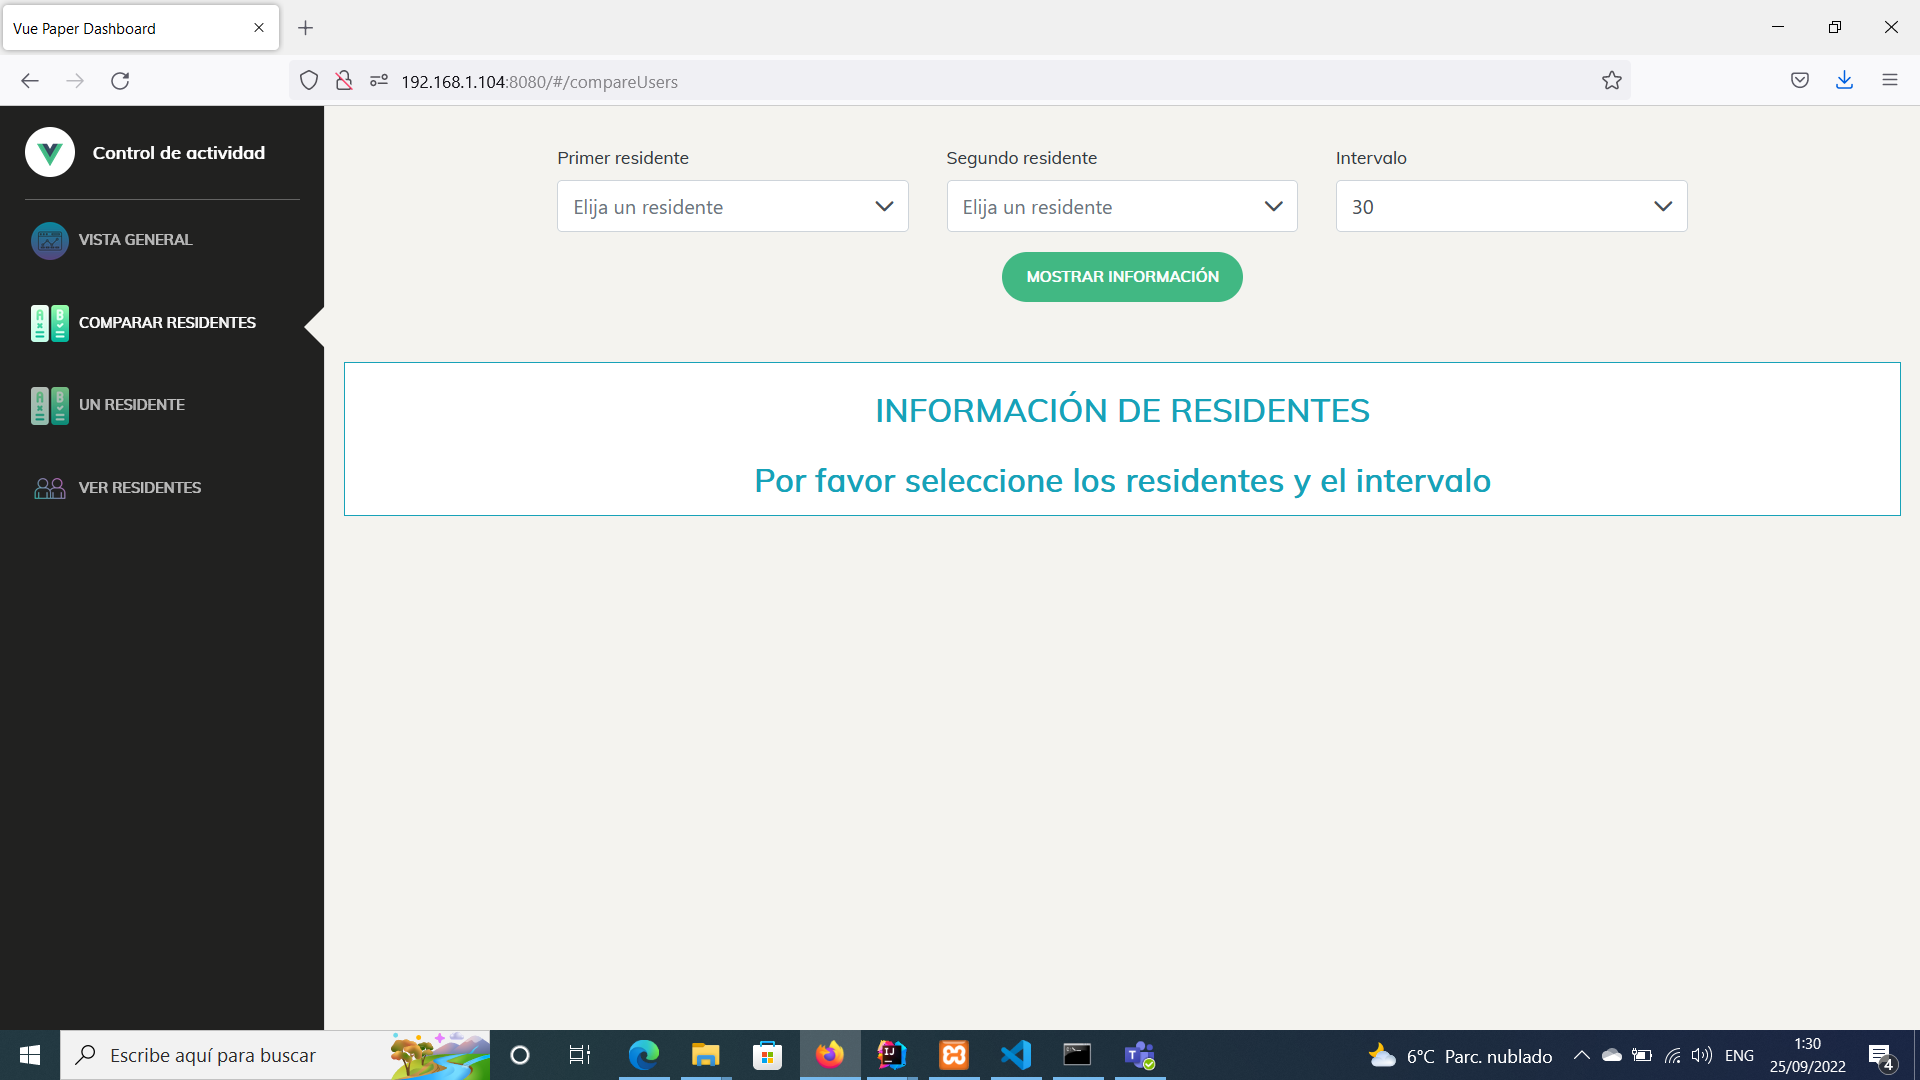 Vue Paper Dashboard
192.168.1.104:8080/#/compareUsers
Control de actividad
VISTA GENERAL
COMPARAR RESIDENTES
UN RESIDENTE
VER RESIDENTES
Primer residente
Segundo residente
Intervalo
Elija un residente
Elija un residente
30
MOSTRAR INFORMACIÓN
INFORMACIÓN DE RESIDENTES
Por favor seleccione los residentes y el intervalo
Escribe aquí para buscar
6°C Parc. nublado
ENG
1:30
25/09/2022
4